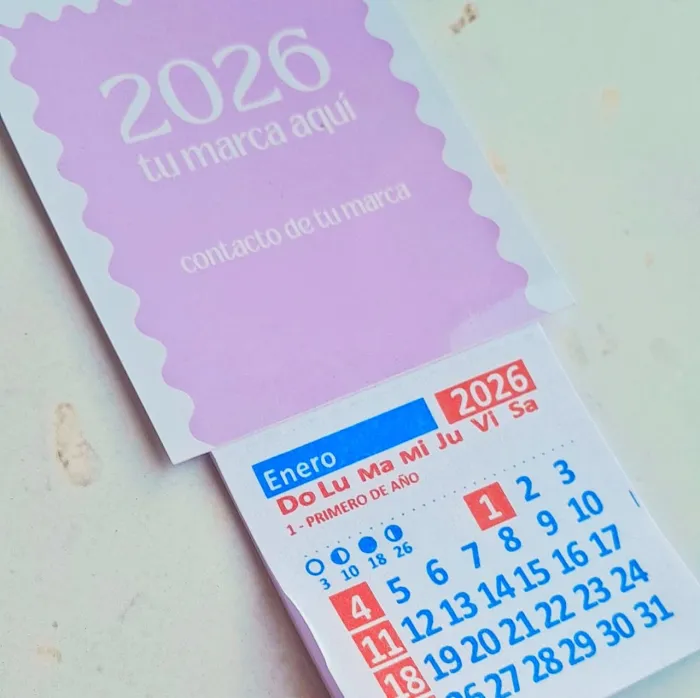 2026
tu marca aquí
contacto de tu marca
Enero 2026
Do Lu Ma Mi Ju Vi Sa
1 - PRIMERO DE AÑO
1 2 3
3 10 18 26
4 5 6 7 8 9 10
11 12 13 14 15 16 17
18 19 20 21 22 23 24
26 27 28 29 30 31